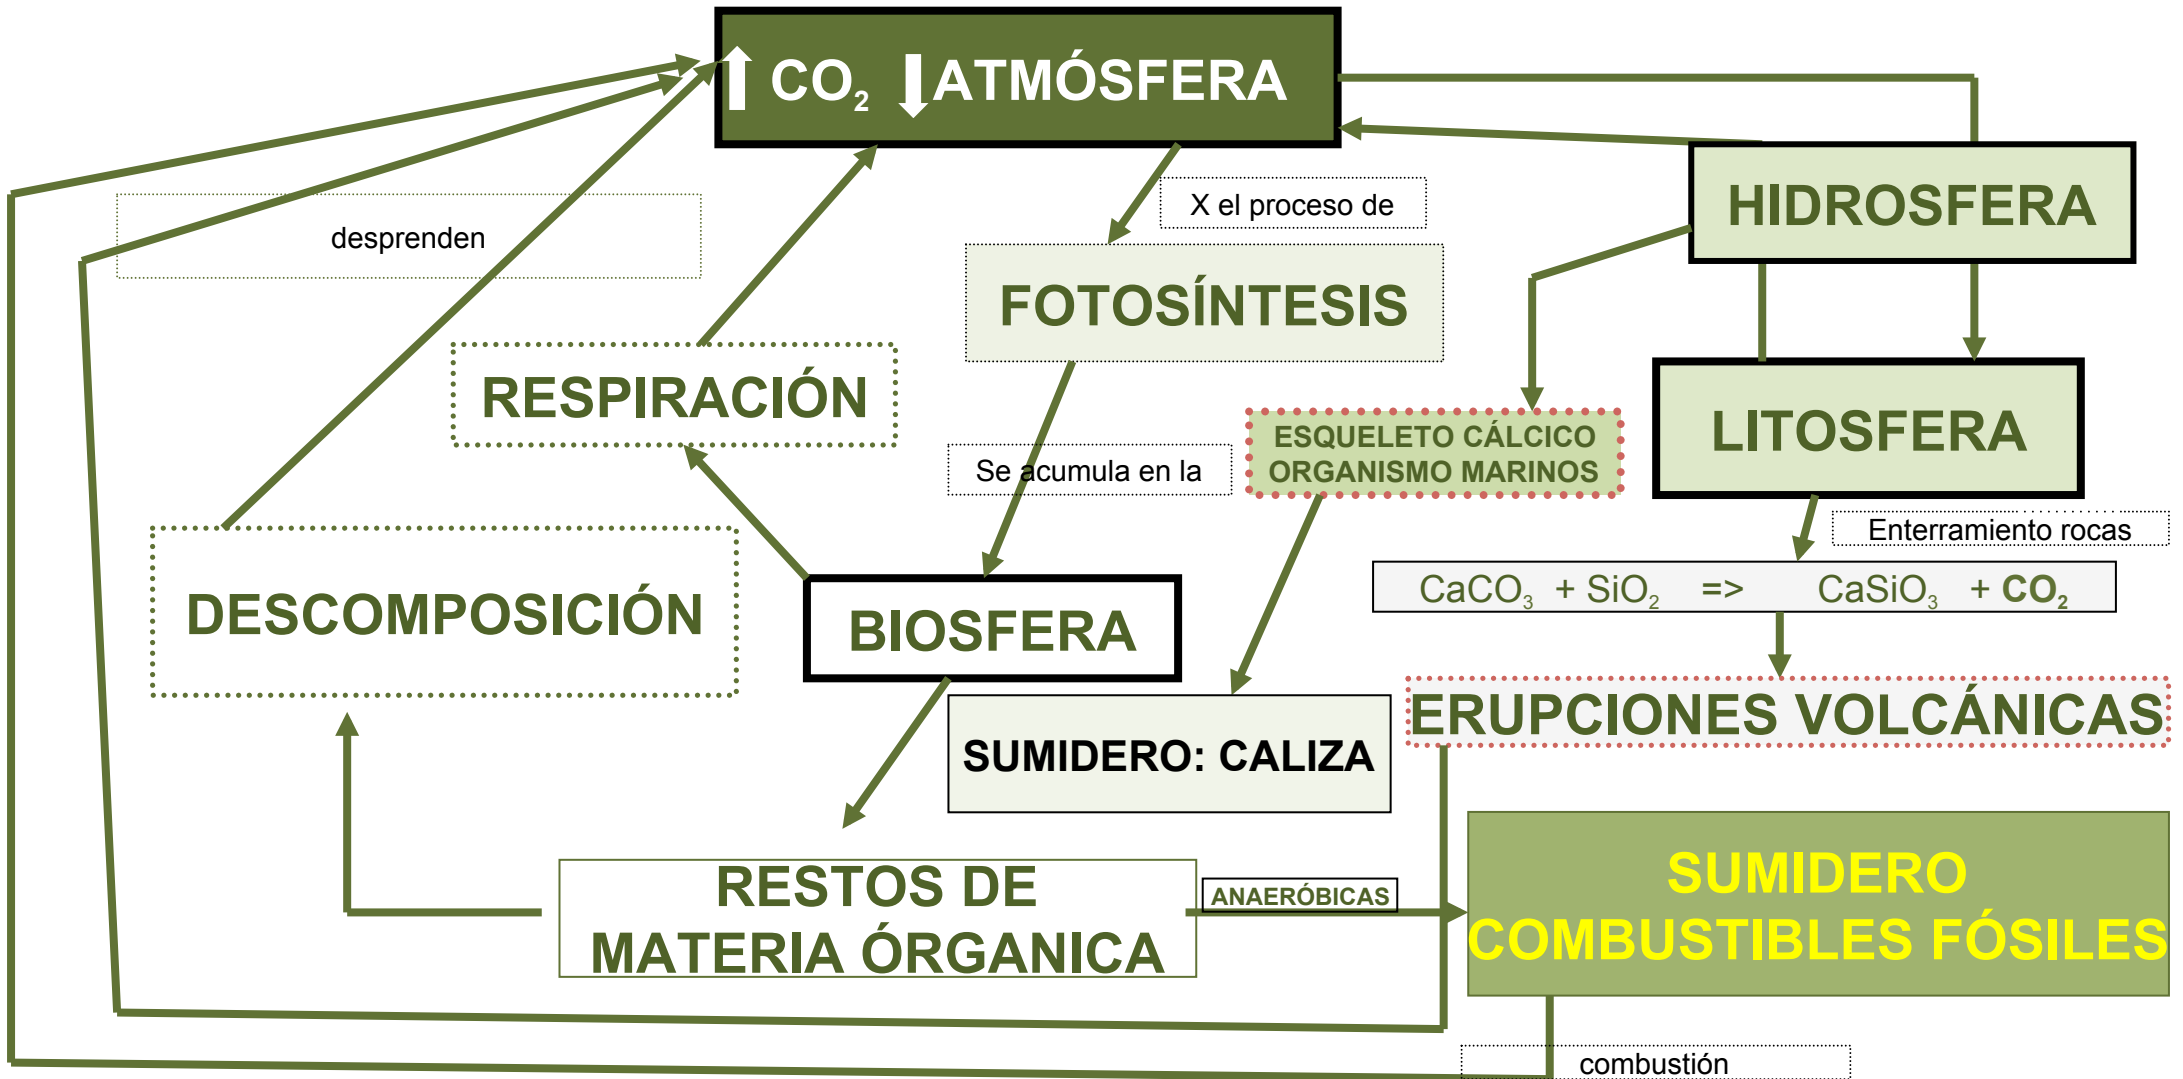 CO₂ ATMÓSFERA
HIDROSFERA
X el proceso de
desprenden
FOTOSÍNTESIS
RESPIRACIÓN
LITOSFERA
ESQUELETO CÁLCICO
ORGANISMO MARINOS
Se acumula en la
Enterramiento rocas
CaCO₃ + SiO₂ => CaSiO₃ + CO₂
DESCOMPOSICIÓN
BIOSFERA
ERUPCIONES VOLCÁNICAS
SUMIDERO: CALIZA
RESTOS DE
MATERIA ÓRGANICA
ANAERÓBICAS
SUMIDERO
COMBUSTIBLES FÓSILES
combustión